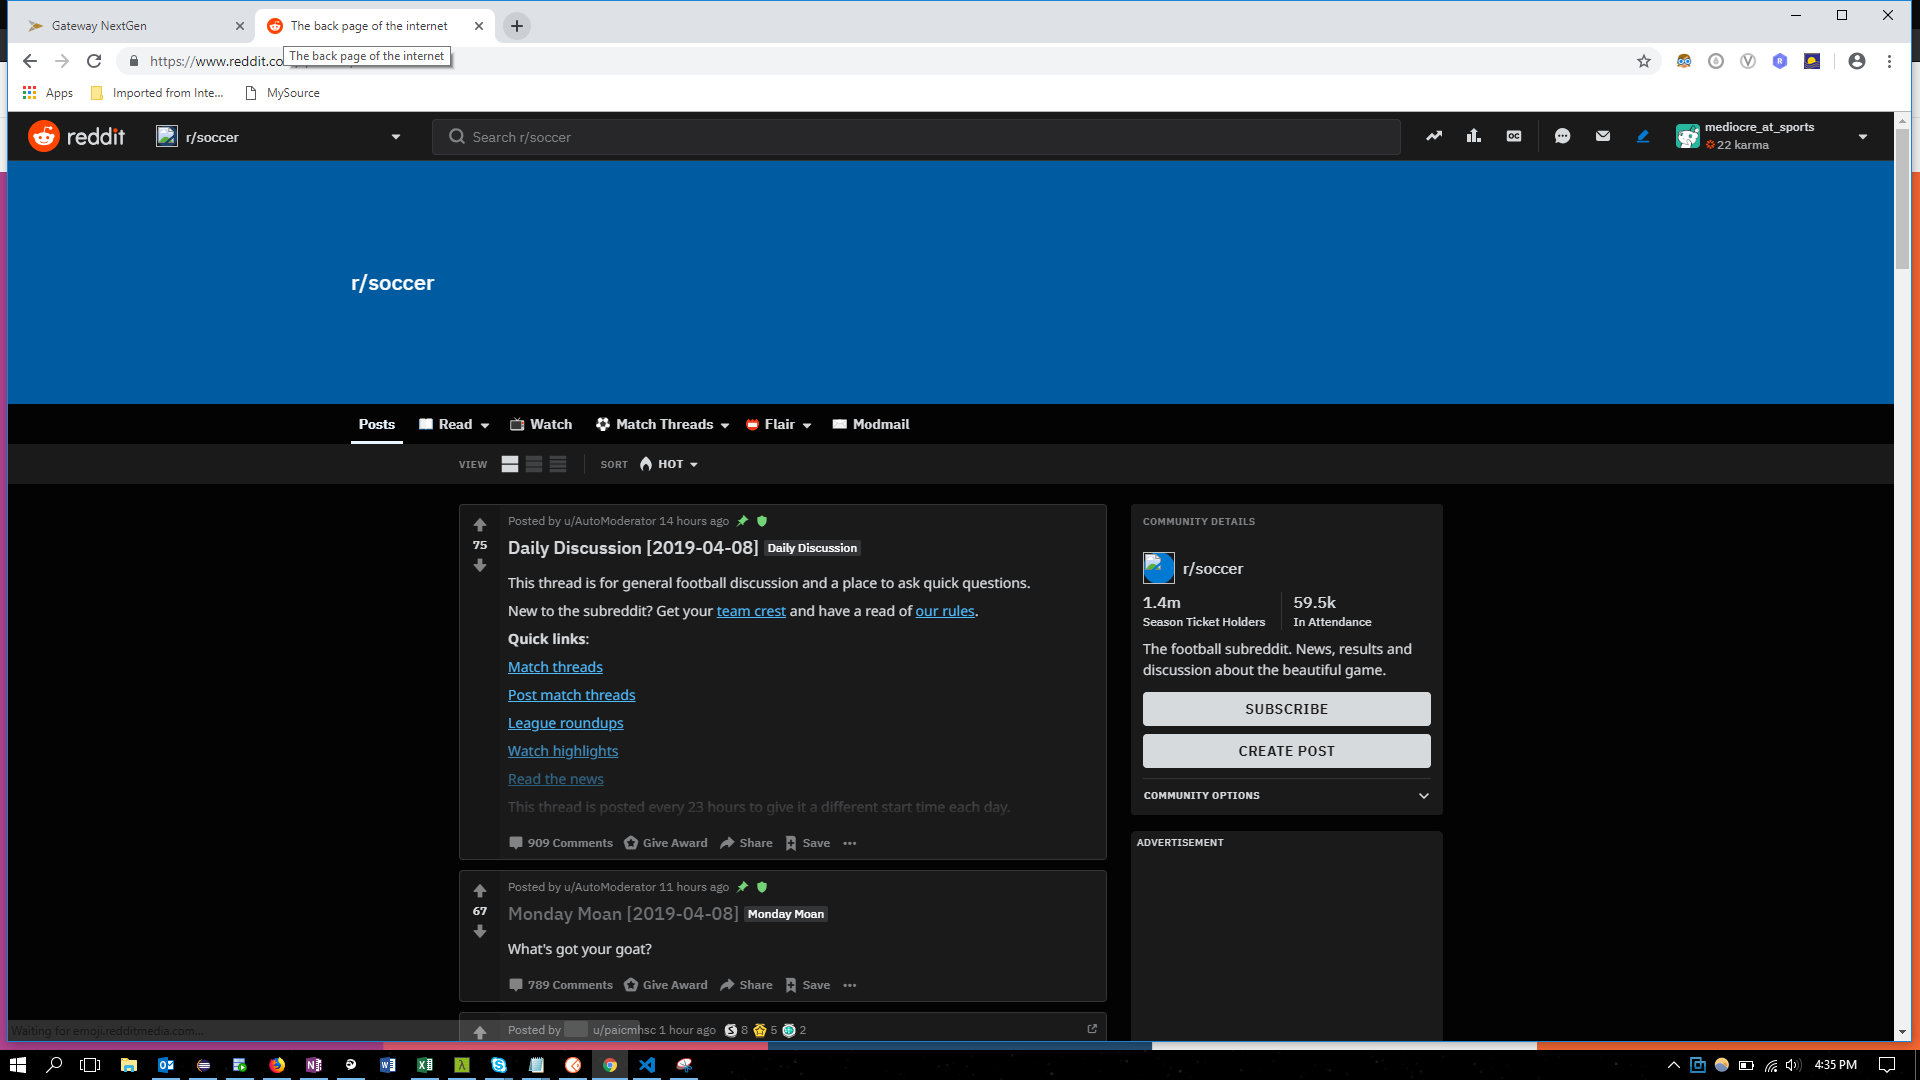 Gateway NextGen
The back page of the internet
The back page of the internet
https://www.reddit.co
Apps
Imported from Inte...
MySource
reddit
r/soccer
Search r/soccer
mediocre_at_sports
22 karma
r/soccer
Posts Read Watch Match Threads Flair Modmail
VIEW SORT HOT
Posted by u/AutoModerator 14 hours ago
75 Daily Discussion [2019-04-08] Daily Discussion
This thread is for general football discussion and a place to ask quick questions.
New to the subreddit? Get your team crest and have a read of our rules.
Quick links:
Match threads
Post match threads
League roundups
Watch highlights
Read the news
This thread is posted every 23 hours to give it a different start time each day.
909 Comments Give Award Share Save
Posted by u/AutoModerator 11 hours ago
67 Monday Moan [2019-04-08] Monday Moan
What's got your goat?
789 Comments Give Award Share Save
Posted by u/paicmhsc 1 hour ago 8 5 2
COMMUNITY DETAILS
r/soccer
1.4m 59.5k
Season Ticket Holders In Attendance
The football subreddit. News, results and
discussion about the beautiful game.
SUBSCRIBE
CREATE POST
COMMUNITY OPTIONS
ADVERTISEMENT
Waiting for emoji.redditmedia.com...
4:35 PM